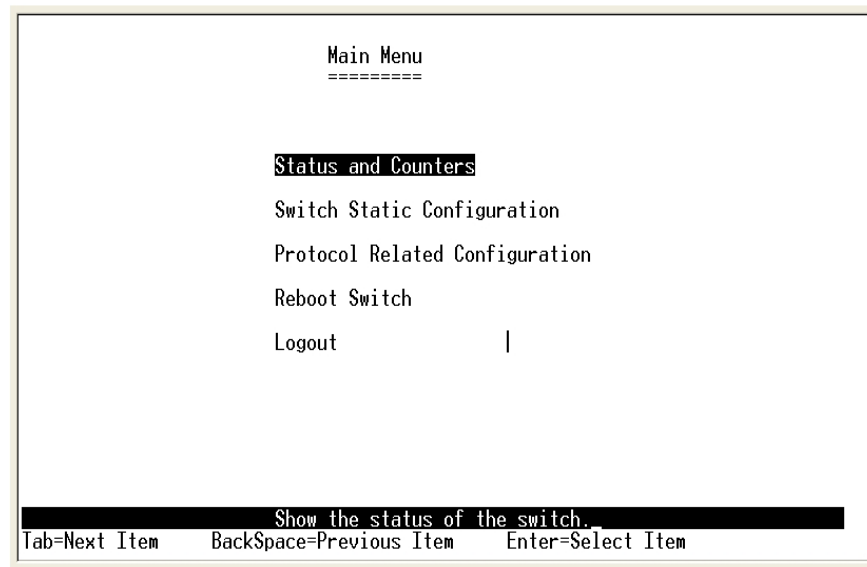 Main Menu
=========
Status and Counters
Switch Static Configuration
Protocol Related Configuration
Reboot Switch
Logout
Show the status of the switch._
Tab=Next Item BackSpace=Previous Item Enter=Select Item